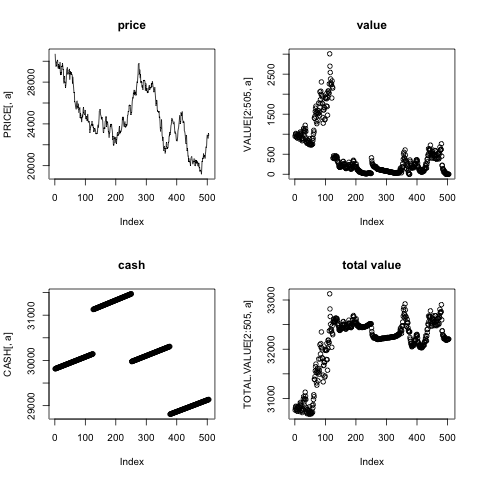 price
PRICE[, a]
20000 24000 28000
0 100 200 300 400 500
Index
value
VALUE[2:505, a]
0 500 1500 2500
0 100 200 300 400 500
Index
cash
CASH[, a]
29000 30000 31000
0 100 200 300 400 500
Index
total value
TOTAL.VALUE[2:505, a]
31000 32000 33000
0 100 200 300 400 500
Index